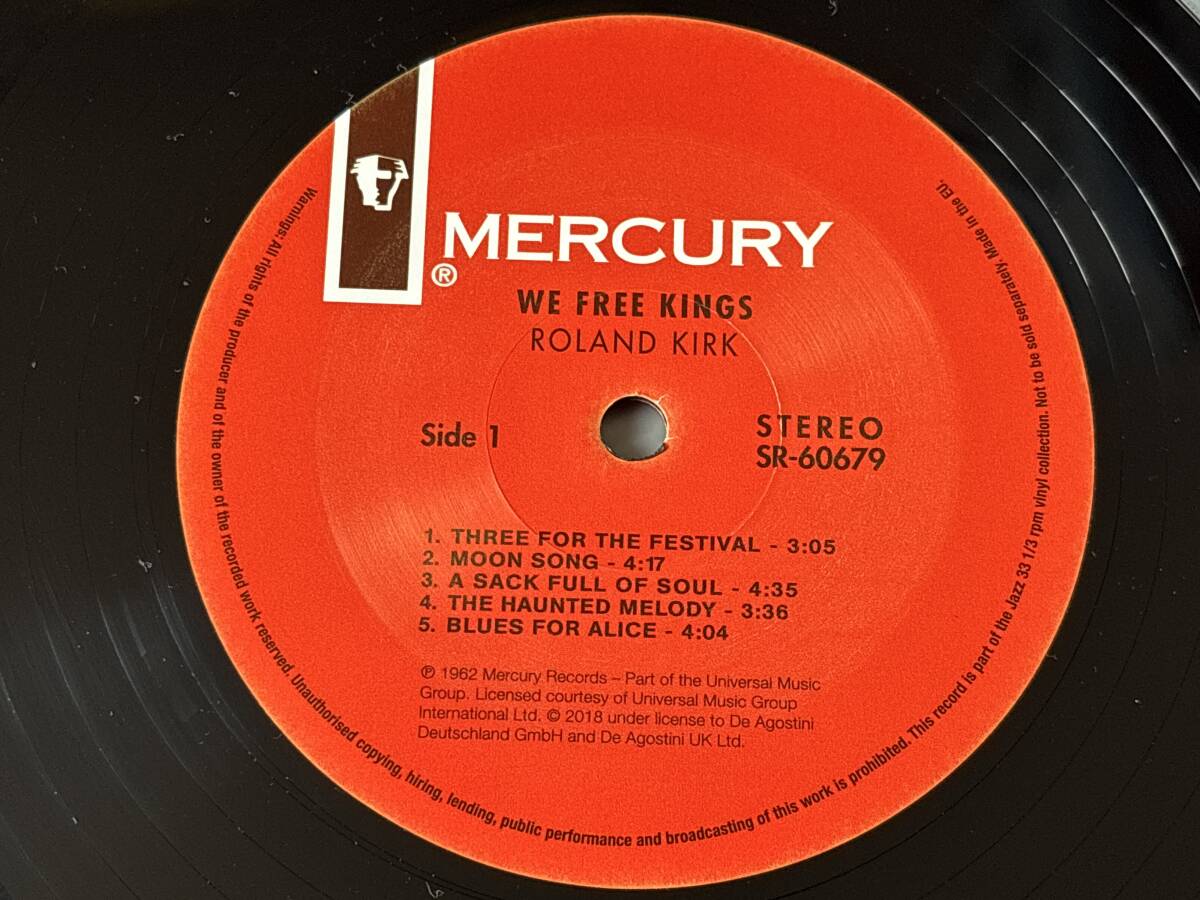 MERCURY
®
WE FREE KINGS
ROLAND KIRK
Side 1
STEREO
SR-60679
1. THREE FOR THE FESTIVAL - 3:05
2. MOON SONG - 4:17
3. A SACK FULL OF SOUL - 4:35
4. THE HAUNTED MELODY - 3:36
5. BLUES FOR ALICE - 4:04
℗ 1962 Mercury Records – Part of the Universal Music
Group. Licensed courtesy of Universal Music Group
International Ltd. © 2018 under license to De Agostini
Deutschland GmbH and De Agostini UK Ltd.
Warnings: All rights of the producer and of the owner of the recorded work reserved. Unauthorised copying, hiring, lending, public performance and broadcasting of this work is prohibited. This record is part of the Jazz 33 1/3 rpm vinyl collection. Not to be sold separately. Made in the EU.